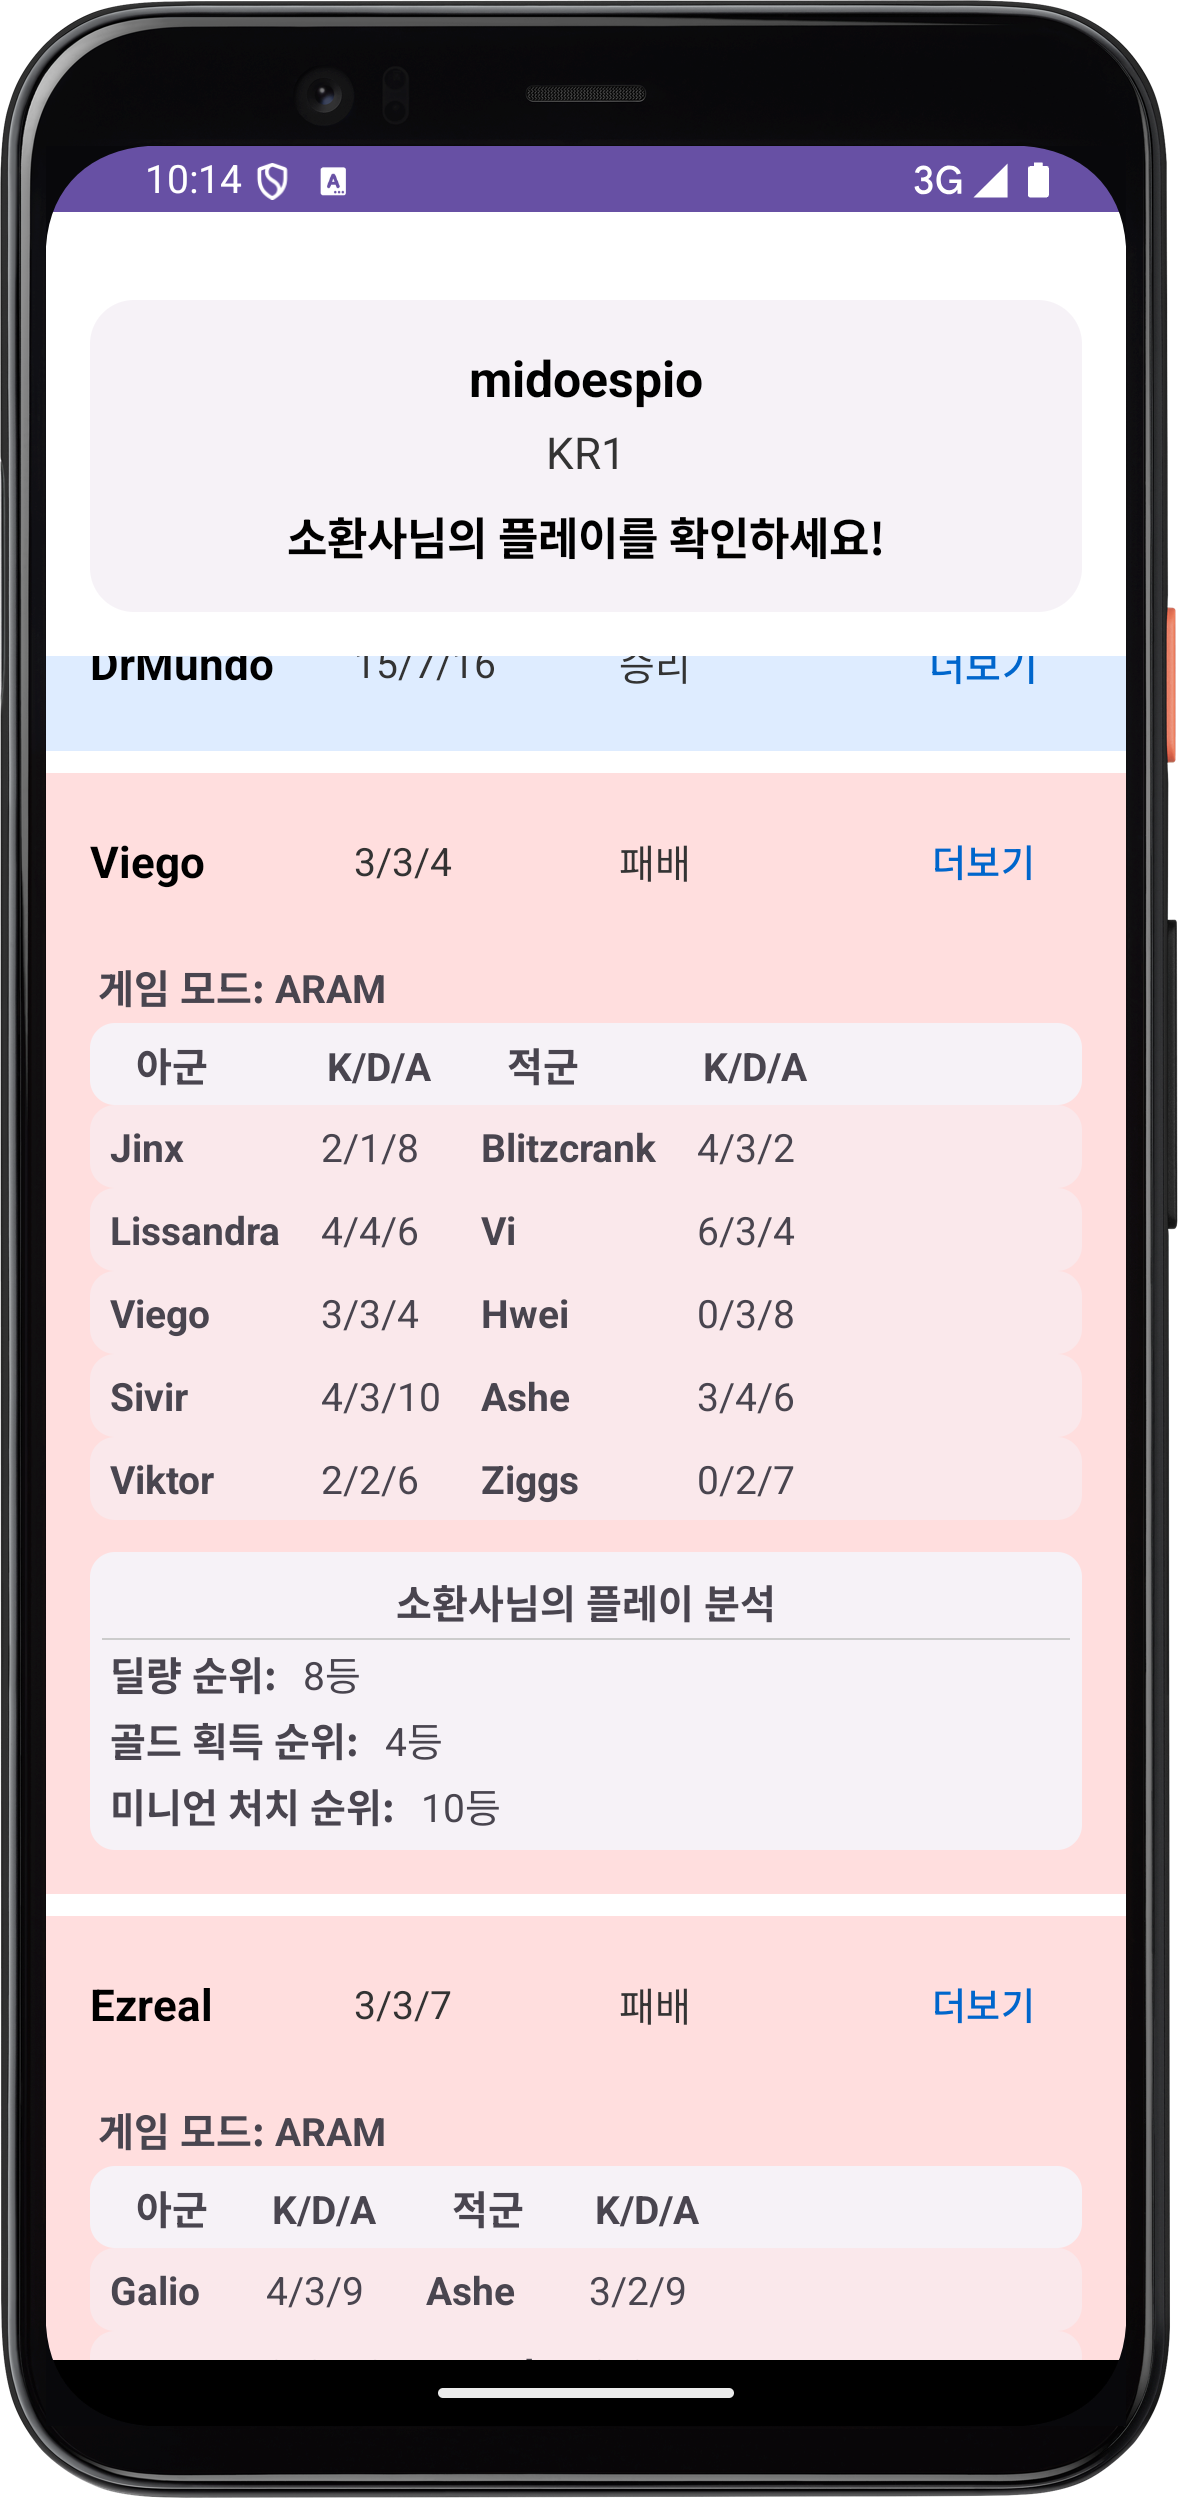 10:14 3G
midoespio
KR1
소환사님의 플레이를 확인하세요!
DrMundo 15/7/16 승리 더보기
Viego 3/3/4 패배 더보기
게임 모드: ARAM
아군 K/D/A 적군 K/D/A
Jinx 2/1/8 Blitzcrank 4/3/2
Lissandra 4/4/6 Vi 6/3/4
Viego 3/3/4 Hwei 0/3/8
Sivir 4/3/10 Ashe 3/4/6
Viktor 2/2/6 Ziggs 0/2/7
소환사님의 플레이 분석
딜량 순위: 8등
골드 획득 순위: 4등
미니언 처치 순위: 10등
Ezreal 3/3/7 패배 더보기
게임 모드: ARAM
아군 K/D/A 적군 K/D/A
Galio 4/3/9 Ashe 3/2/9